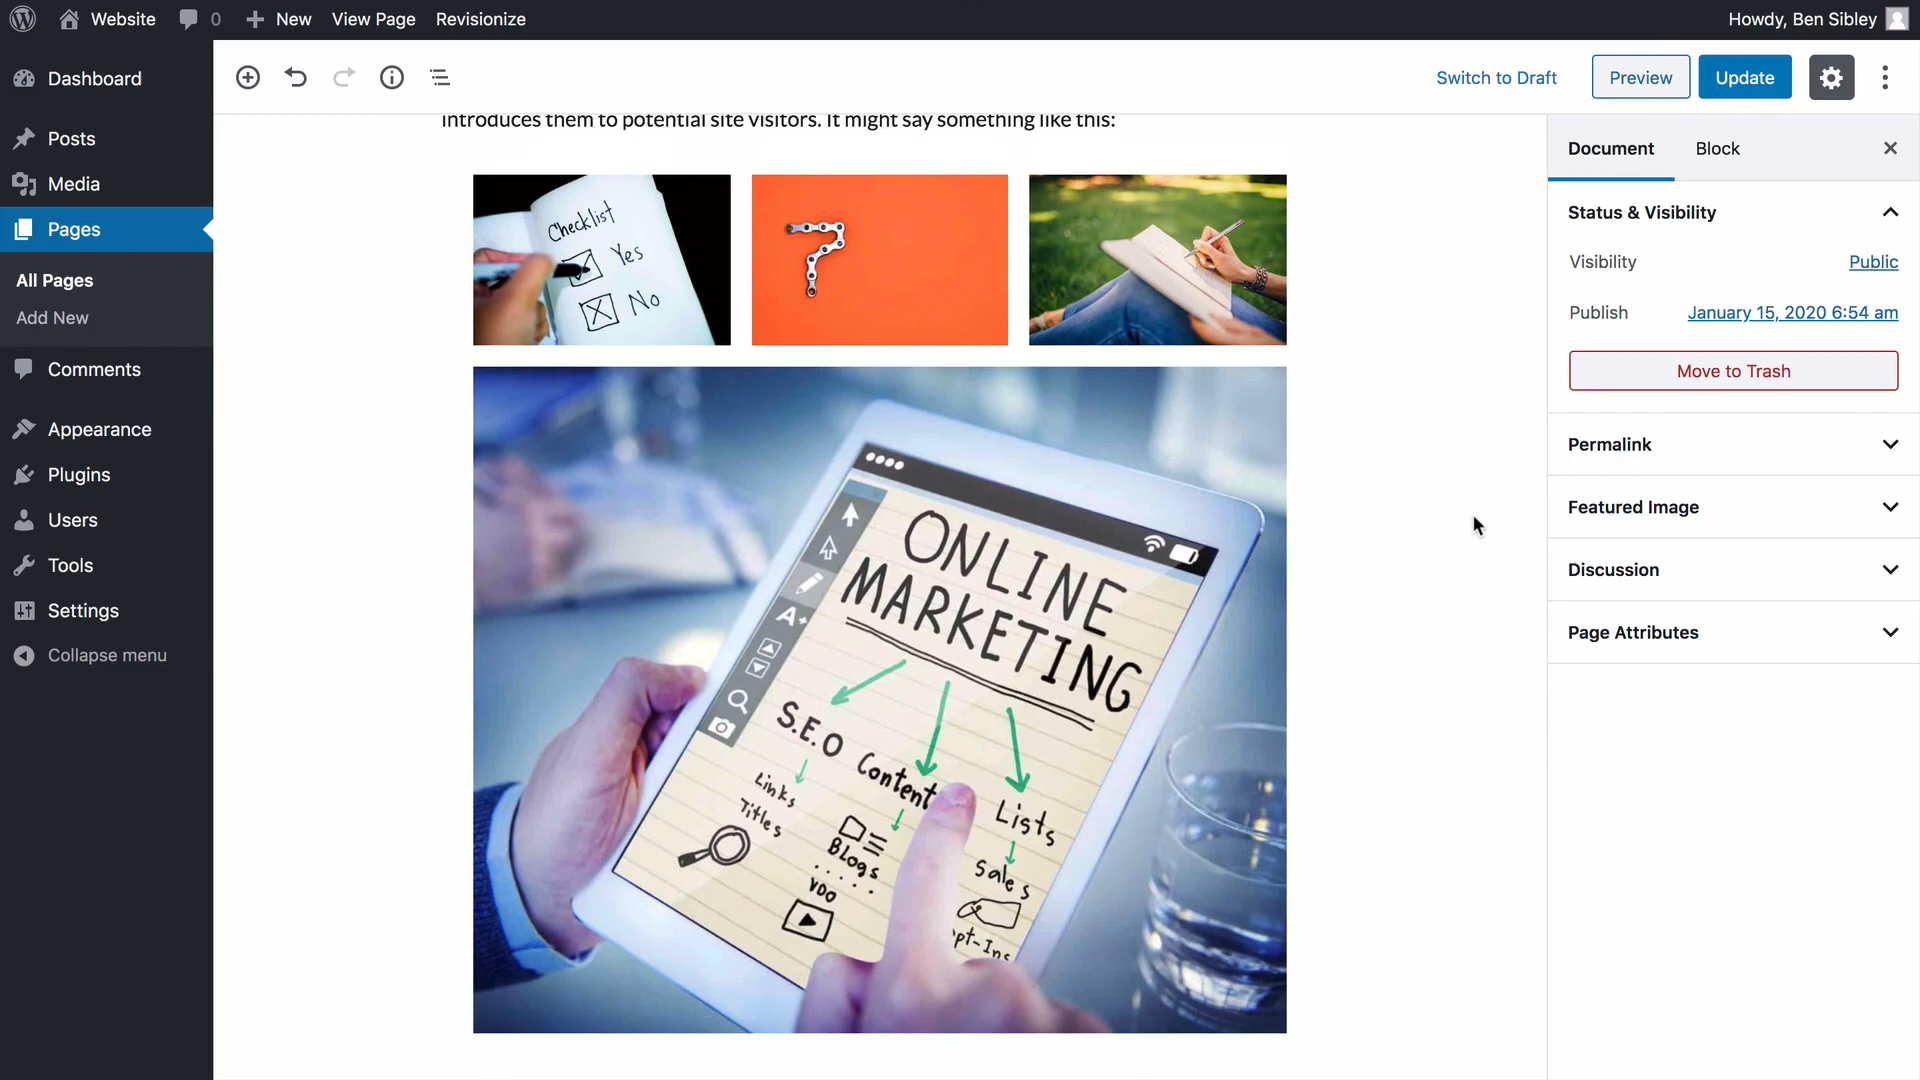 Website
0
New
View Page
Revisionize
Howdy, Ben Sibley
Dashboard
Posts
Media
Pages
All Pages
Add New
Comments
Appearance
Plugins
Users
Tools
Settings
Collapse menu
Switch to Draft
Preview
Update
introduces them to potential site visitors. It might say something like this:
Checklist
Yes
No
ONLINE
MARKETING
A+
S.E.O
Content
Lists
Links
Titles
Blogs
VDO
Sales
pt-Ins
Document
Block
Status & Visibility
Visibility
Public
Publish
January 15, 2020 6:54 am
Move to Trash
Permalink
Featured Image
Discussion
Page Attributes